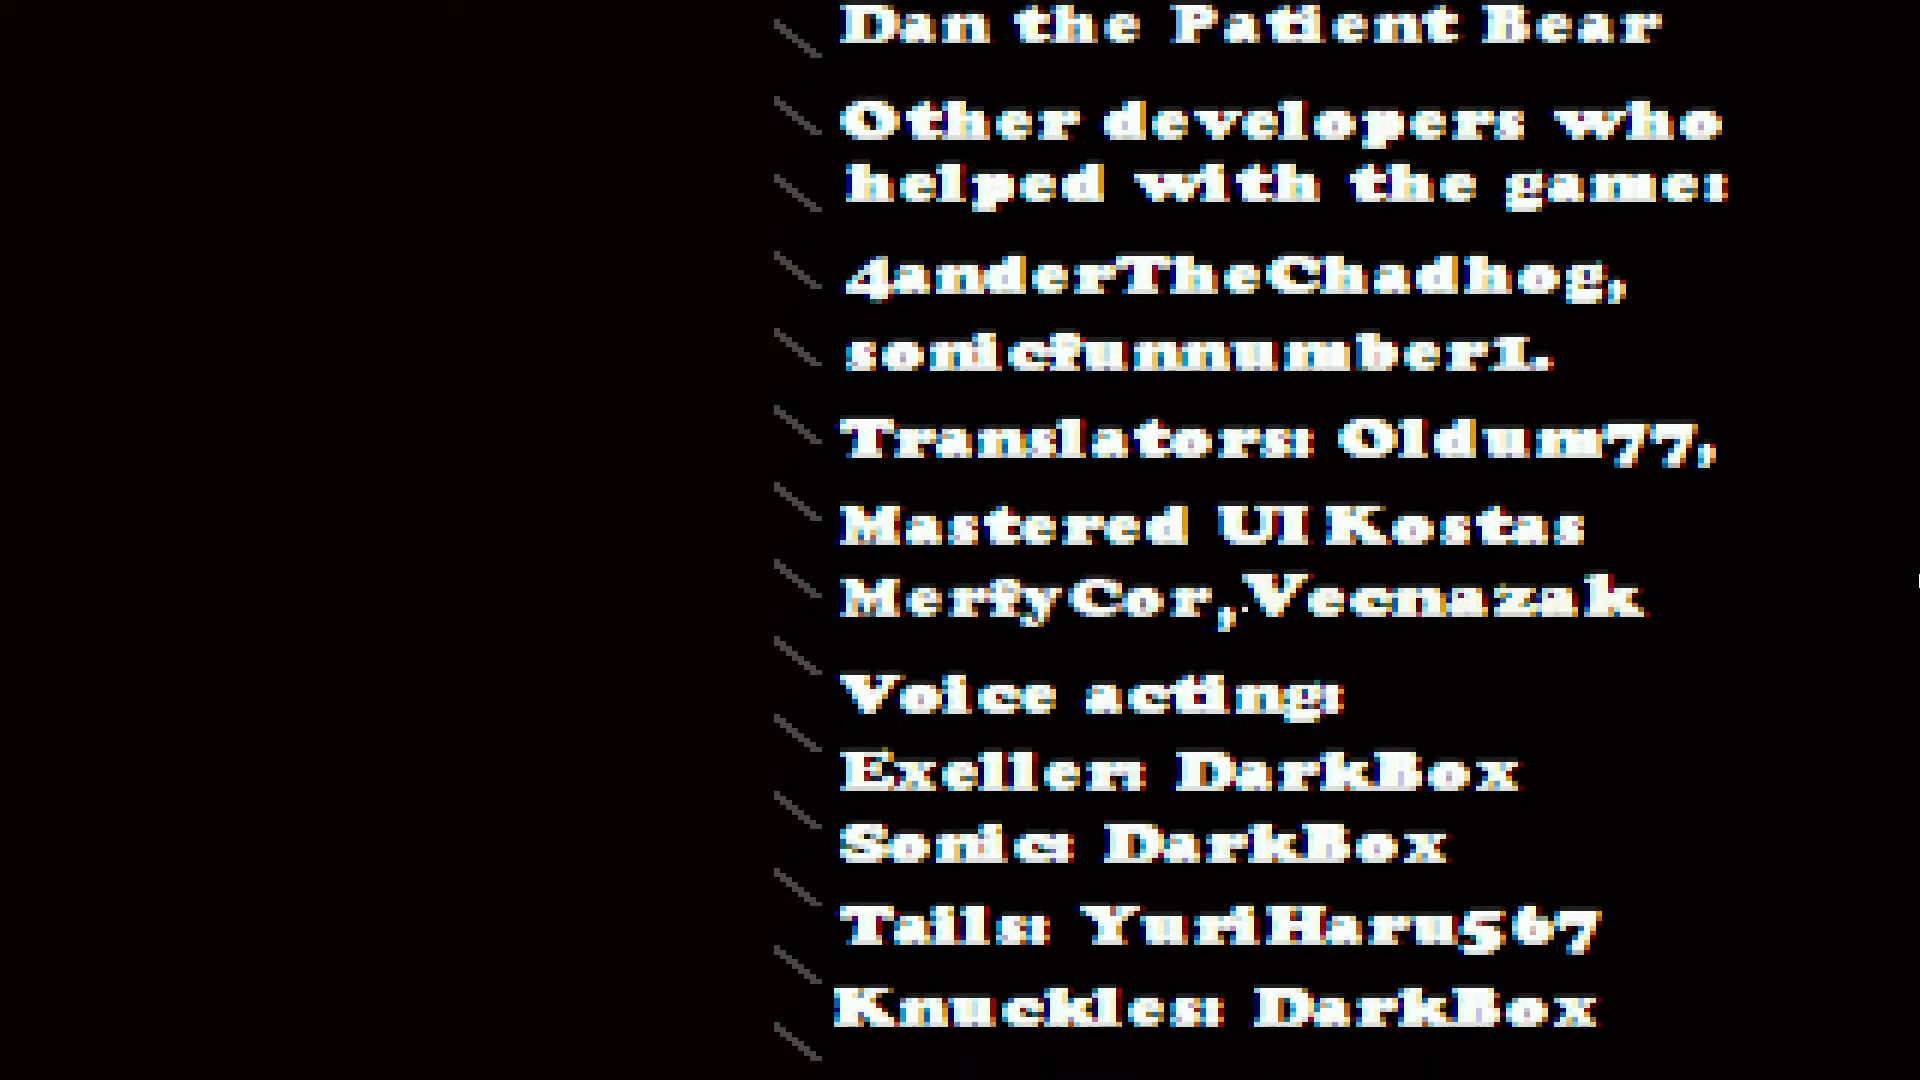 Dan the Patient Bear
Other developers who
helped with the game:
4anderTheChadhog,
sonicfunnumber1.
Translators: Oldum77,
Mastered UI Kostas
MerfyCor, Vecnazak
Voice acting:
Exeller: DarkBox
Sonic: DarkBox
Tails: YuriHaru567
Knuckles: DarkBox